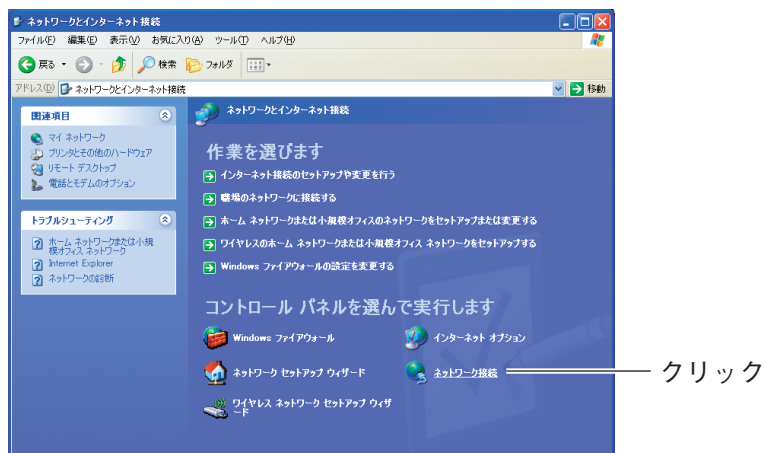 ネットワークとインターネット接続
ファイル(F) 編集(E) 表示(V) お気に入り(A) ツール(T) ヘルプ(H)
戻る 検索 フォルダ
アドレス(D) ネットワークとインターネット接続 移動
関連項目
マイ ネットワーク
プリンタとその他のハードウェア
リモート デスクトップ
電話とモデムのオプション
トラブルシューティング
ホーム ネットワークまたは小規
模オフィス ネットワーク
Internet Explorer
ネットワークの診断
ネットワークとインターネット接続
作業を選びます
インターネット接続のセットアップや変更を行う
職場のネットワークに接続する
ホーム ネットワークまたは小規模オフィスのネットワークをセットアップまたは変更する
ワイヤレスのホーム ネットワークまたは小規模オフィス ネットワークをセットアップする
Windows ファイアウォールの設定を変更する
コントロール パネルを選んで実行します
Windows ファイアウォール
インターネット オプション
ネットワーク セットアップ ウィザード
ネットワーク接続
ワイヤレス ネットワーク セットアップ ウィザ
ード
クリック